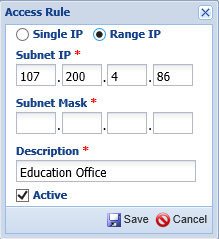 Access Rule
Single IP Range IP
Subnet IP *
107 . 200 . 4 . 86
Subnet Mask *
. . .
Description *
Education Office
Active
Save Cancel